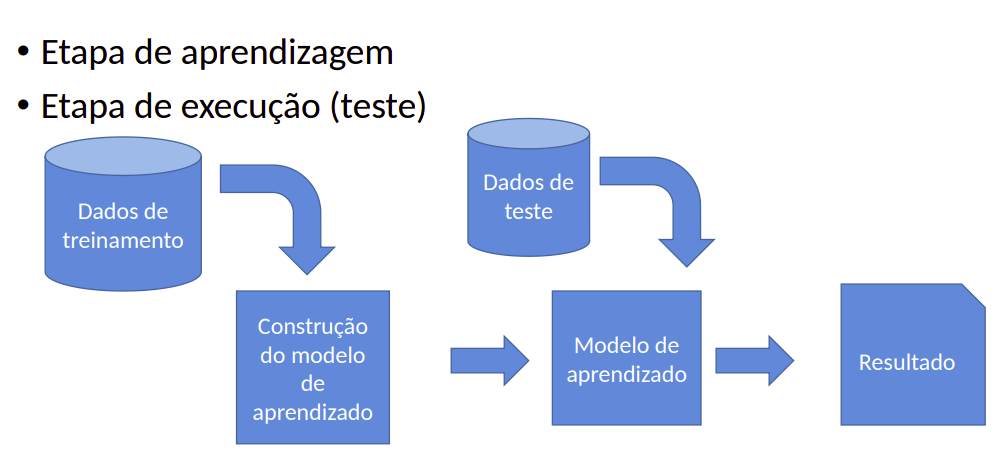 • Etapa de aprendizagem
• Etapa de execução (teste)
Dados de
treinamento
Dados de
teste
Construção
do modelo
de
aprendizado
Modelo de
aprendizado
Resultado